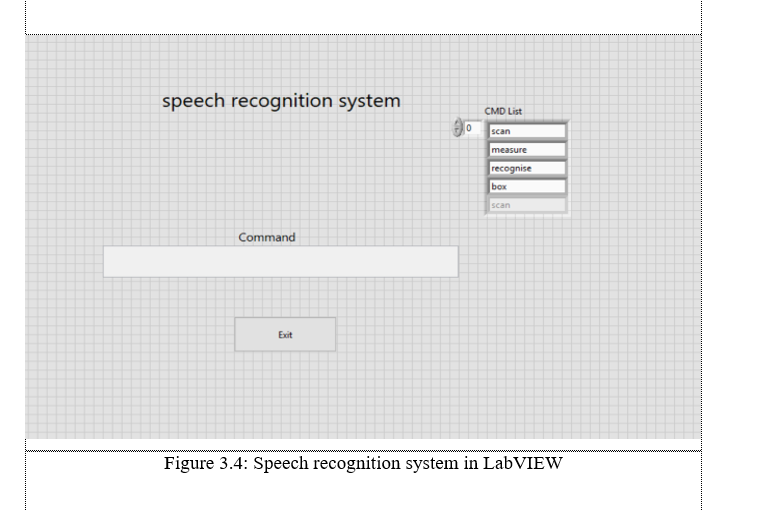 speech recognition system
CMD List
0
scan
measure
recognise
box
scan
Command
Exit
Figure 3.4: Speech recognition system in LabVIEW